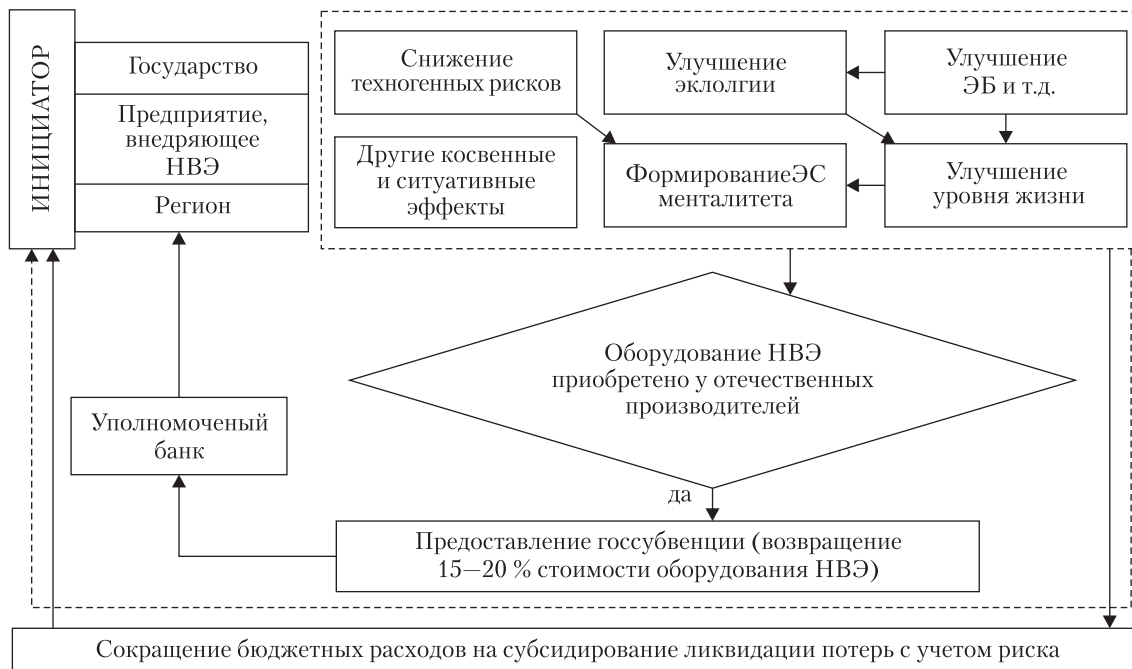 ИНИЦИАТОР
Государство
Предприятие,
внедряющее
НВЭ
Регион
Снижение
техногенных рисков
Улучшение
эклолгии
Улучшение
ЭБ и т.д.
Другие косвенные
и ситуативные
эффекты
ФормированиеЭС
менталитета
Улучшение
уровня жизни
Оборудование НВЭ
приобретено у отечественных
производителей
Уполномоченый
банк
да
Предоставление госсубвенции (возвращение
15—20 % стоимости оборудования НВЭ)
Сокращение бюджетных расходов на субсидирование ликвидации потерь с учетом риска